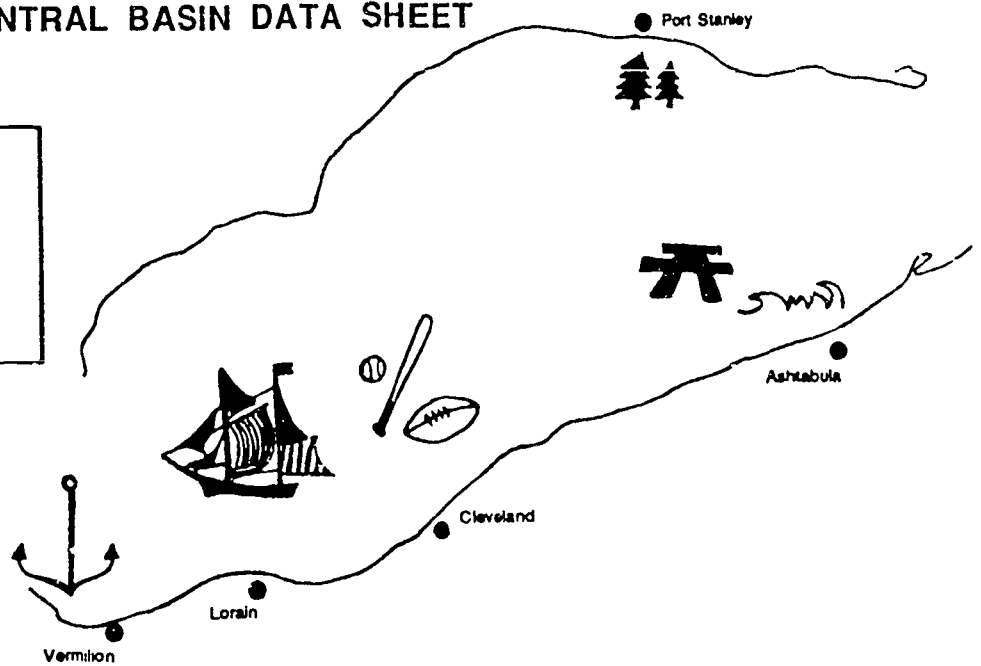 NTRAL BASIN DATA SHEET
Port Stanley
Ashtabula
Cleveland
Lorain
Vermilion